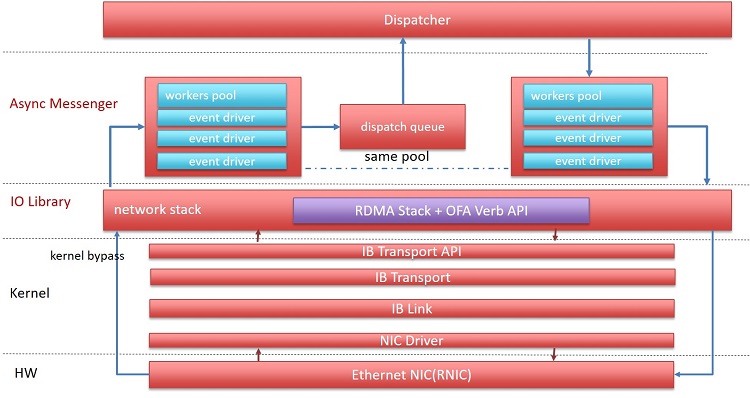 Dispatcher
Async Messenger
workers pool
event driver
event driver
event driver
dispatch queue
same pool
workers pool
event driver
event driver
event driver
IO Library
network stack
RDMA Stack + OFA Verb API
kernel bypass
IB Transport API
Kernel
IB Transport
IB Link
NIC Driver
HW
Ethernet NIC(RNIC)